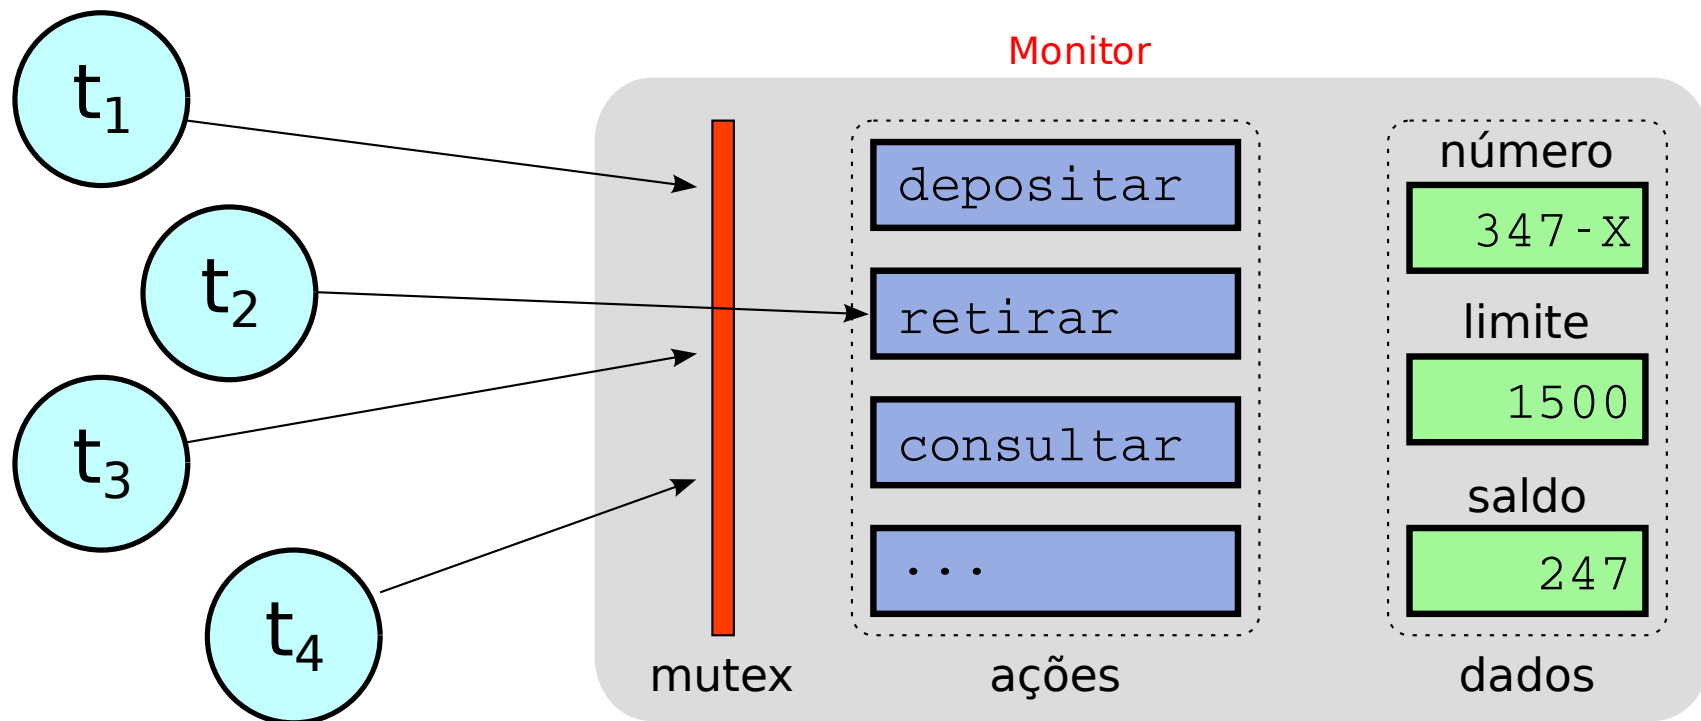 Monitor
t1
t2
t3
t4
mutex
depositar
retirar
consultar
...
ações
número
347-X
limite
1500
saldo
247
dados